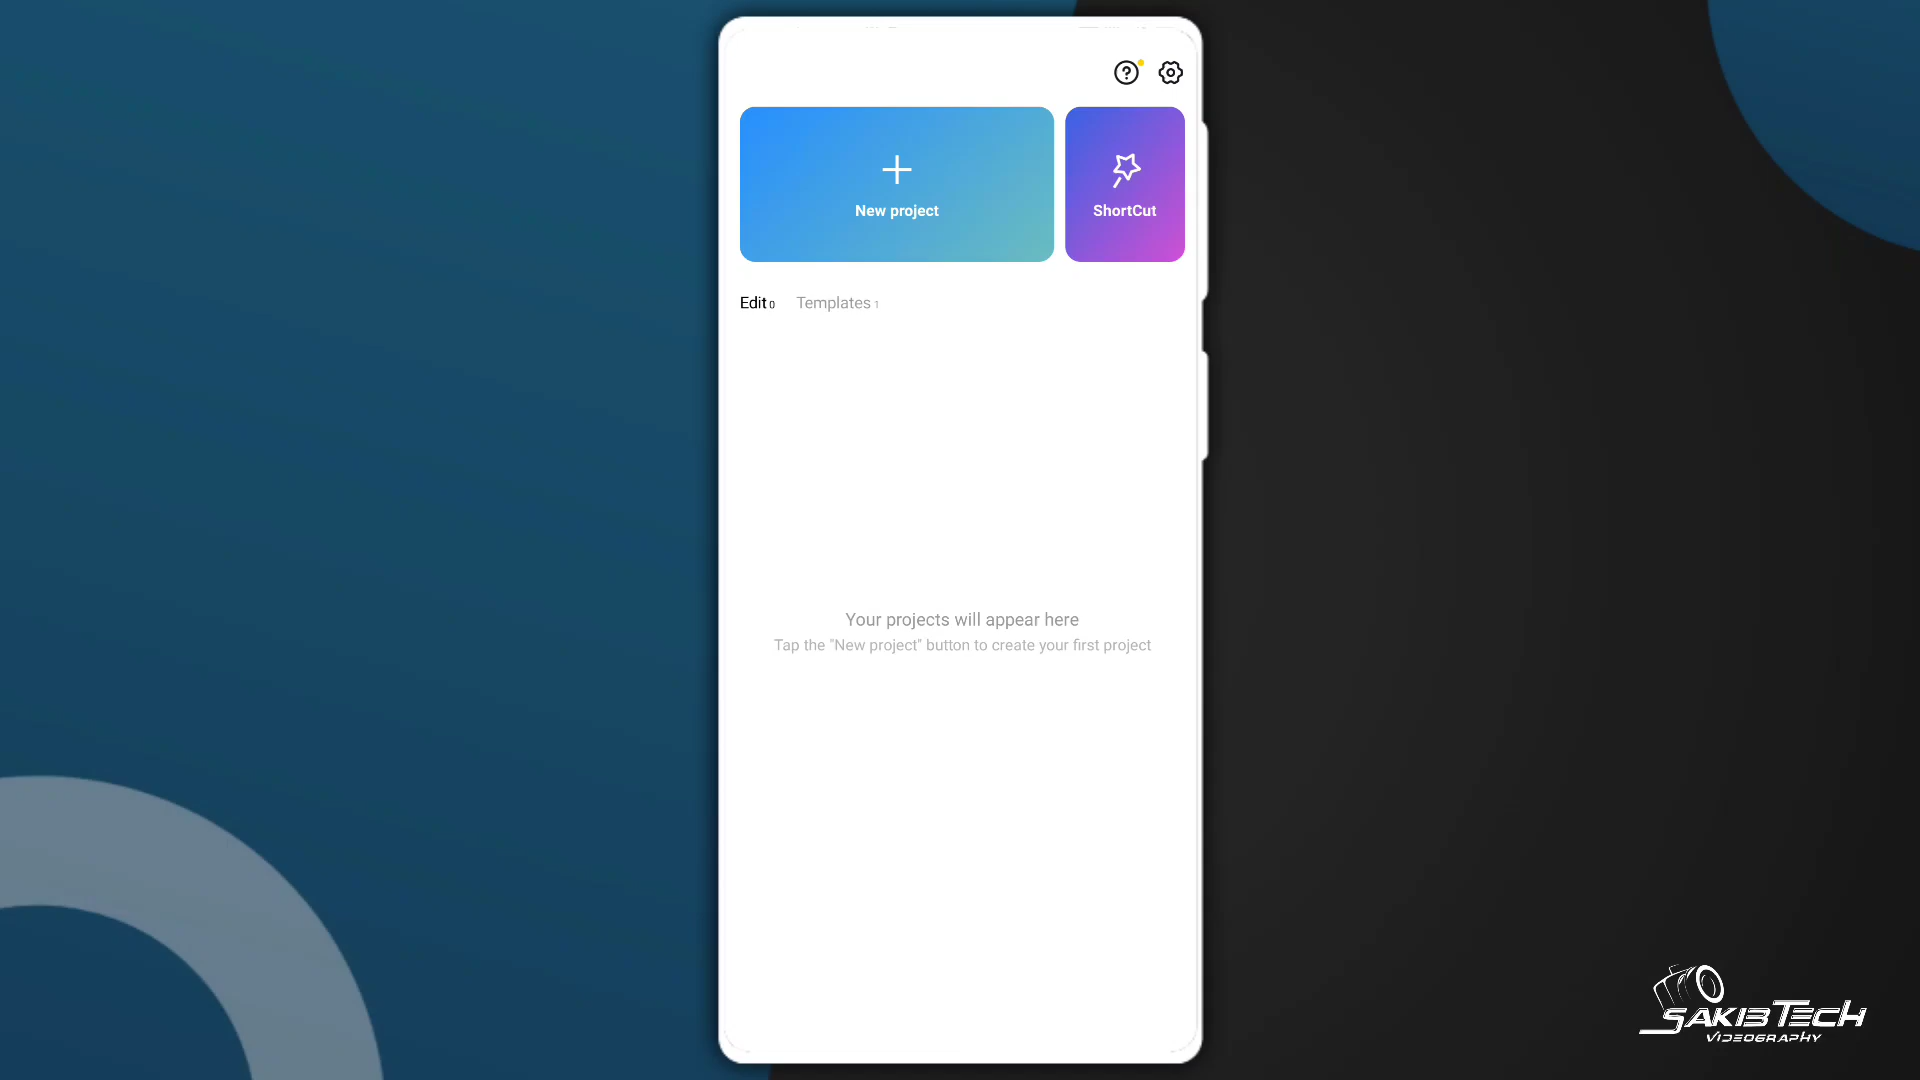 New project
ShortCut
Edit 0
Templates 1
Your projects will appear here
Tap the "New project" button to create your first project
SAKIB TECH
VIDEOGRAPHY